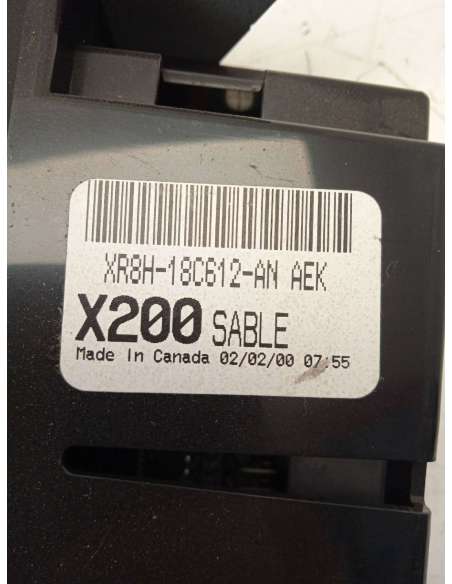 XR8H-18C612-AN AEK
X200 SABLE
Made In Canada 02/02/00 07:55